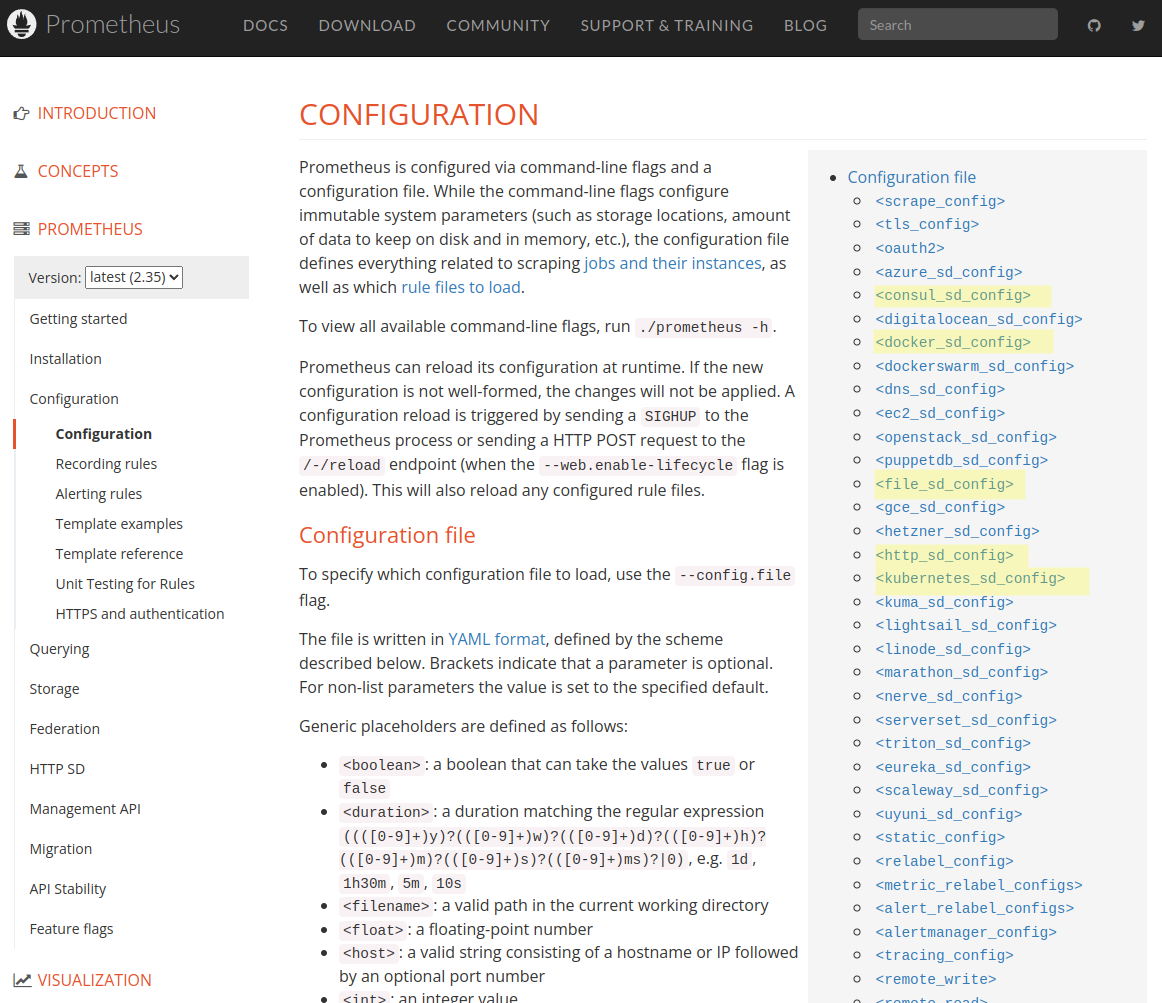 Prometheus
DOCS
DOWNLOAD
COMMUNITY
SUPPORT & TRAINING
BLOG
Search
INTRODUCTION
CONCEPTS
PROMETHEUS
Version: latest (2.35)
Getting started
Installation
Configuration
Configuration
Recording rules
Alerting rules
Template examples
Template reference
Unit Testing for Rules
HTTPS and authentication
Querying
Storage
Federation
HTTP SD
Management API
Migration
API Stability
Feature flags
VISUALIZATION
CONFIGURATION
Prometheus is configured via command-line flags and a
configuration file. While the command-line flags configure
immutable system parameters (such as storage locations, amount
of data to keep on disk and in memory, etc.), the configuration file
defines everything related to scraping jobs and their instances, as
well as which rule files to load.
To view all available command-line flags, run ./prometheus -h.
Prometheus can reload its configuration at runtime. If the new
configuration is not well-formed, the changes will not be applied. A
configuration reload is triggered by sending a SIGHUP to the
Prometheus process or sending a HTTP POST request to the
/-/reload endpoint (when the --web.enable-lifecycle flag is
enabled). This will also reload any configured rule files.
Configuration file
To specify which configuration file to load, use the --config.file
flag.
The file is written in YAML format, defined by the scheme
described below. Brackets indicate that a parameter is optional.
For non-list parameters the value is set to the specified default.
Generic placeholders are defined as follows:
<boolean>: a boolean that can take the values true or
false
<duration>: a duration matching the regular expression
((([0-9]+)y)?(([0-9]+)w)?(([0-9]+)d)?(([0-9]+)h)?
(([0-9]+)m)?(([0-9]+)s)?(([0-9]+)ms)?|0), e.g. 1d,
1h30m, 5m, 10s
<filename>: a valid path in the current working directory
<float>: a floating-point number
<host>: a valid string consisting of a hostname or IP followed
by an optional port number
<int>: an integer value
Configuration file
<scrape_config>
<tls_config>
<oauth2>
<azure_sd_config>
<consul_sd_config>
<digitalocean_sd_config>
<docker_sd_config>
<dockerswarm_sd_config>
<dns_sd_config>
<ec2_sd_config>
<openstack_sd_config>
<puppetdb_sd_config>
<file_sd_config>
<gce_sd_config>
<hetzner_sd_config>
<http_sd_config>
<kubernetes_sd_config>
<kuma_sd_config>
<lightsail_sd_config>
<linode_sd_config>
<marathon_sd_config>
<nerve_sd_config>
<serverset_sd_config>
<triton_sd_config>
<eureka_sd_config>
<scaleway_sd_config>
<uyuni_sd_config>
<static_config>
<relabel_config>
<metric_relabel_configs>
<alert_relabel_configs>
<alertmanager_config>
<tracing_config>
<remote_write>
<remote_read>